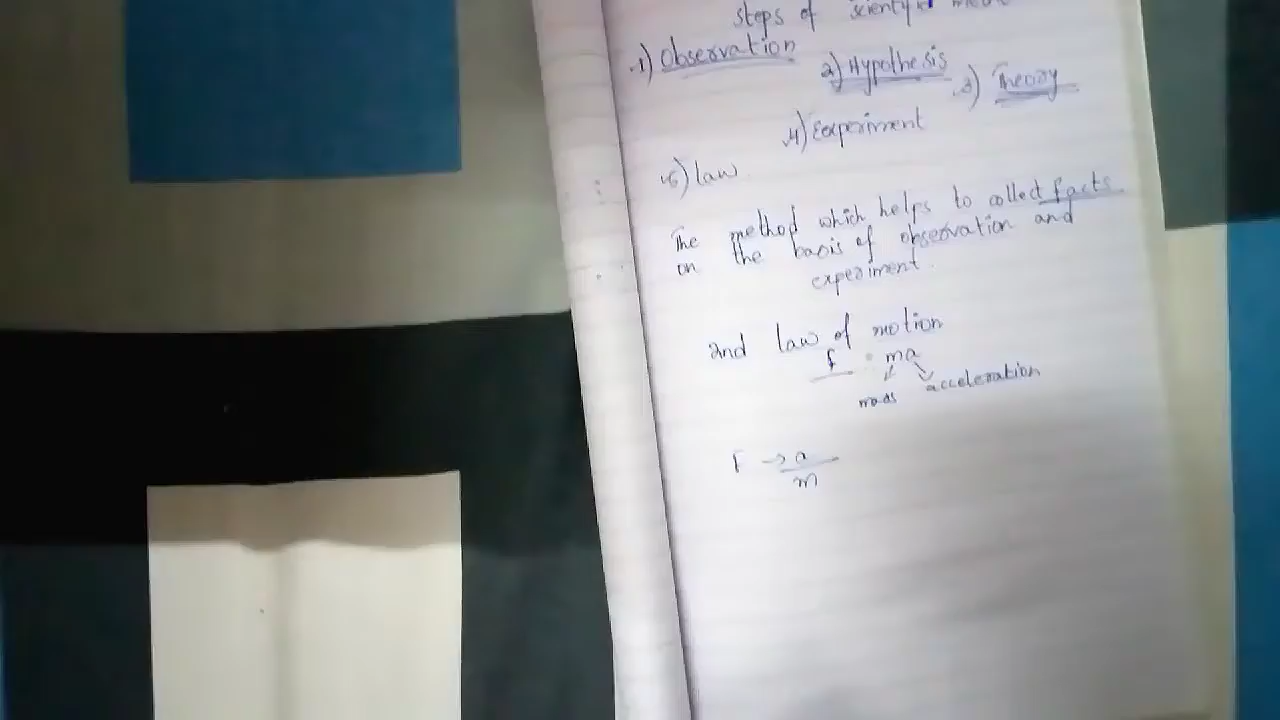 steps of
1) Observation
2) Hypothesis
3) Theory
4) Experiment
5) law
The method which helps to collect facts
on the basis of observation and
experiment.
2nd law of motion
F ma
mass acceleration
F → a
m